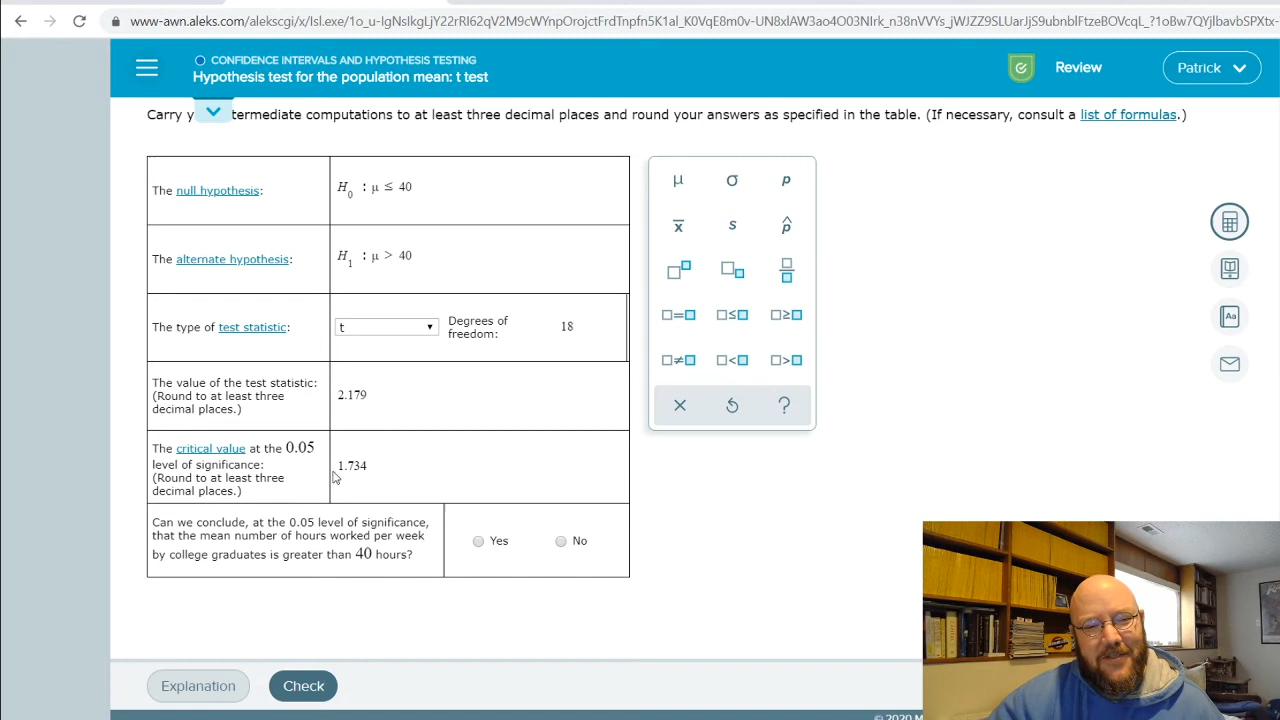 www-awn.aleks.com/alekscgi/x/Isl.exe/1o_u-
CONFIDENCE INTERVALS AND HYPOTHESIS TESTING
Hypothesis test for the population mean: t test
Review
Patrick
Carry y termediate computations to at least three decimal places and round your answers as specified in the table. (If necessary, consult a list of formulas.)
The null hypothesis:
H0 : μ ≤ 40
The alternate hypothesis:
H1 : μ > 40
The type of test statistic:
t
Degrees of
freedom:
18
The value of the test statistic:
(Round to at least three
decimal places.)
2.179
The critical value at the 0.05
level of significance:
(Round to at least three
decimal places.)
1.734
Can we conclude, at the 0.05 level of significance,
that the mean number of hours worked per week
by college graduates is greater than 40 hours?
Yes
No
μ σ p
x̅ s p̂
□=□ □≤□ □≥□
□≠□ □<□ □>□
× ?
Aa
Explanation
Check
© 2020 M